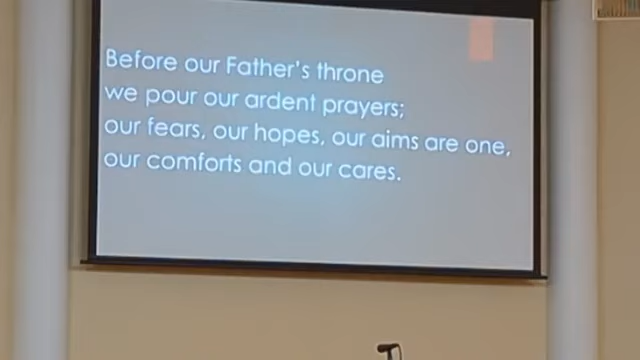 Before our Father's throne
we pour our ardent prayers;
our fears, our hopes, our aims are one,
our comforts and our cares.